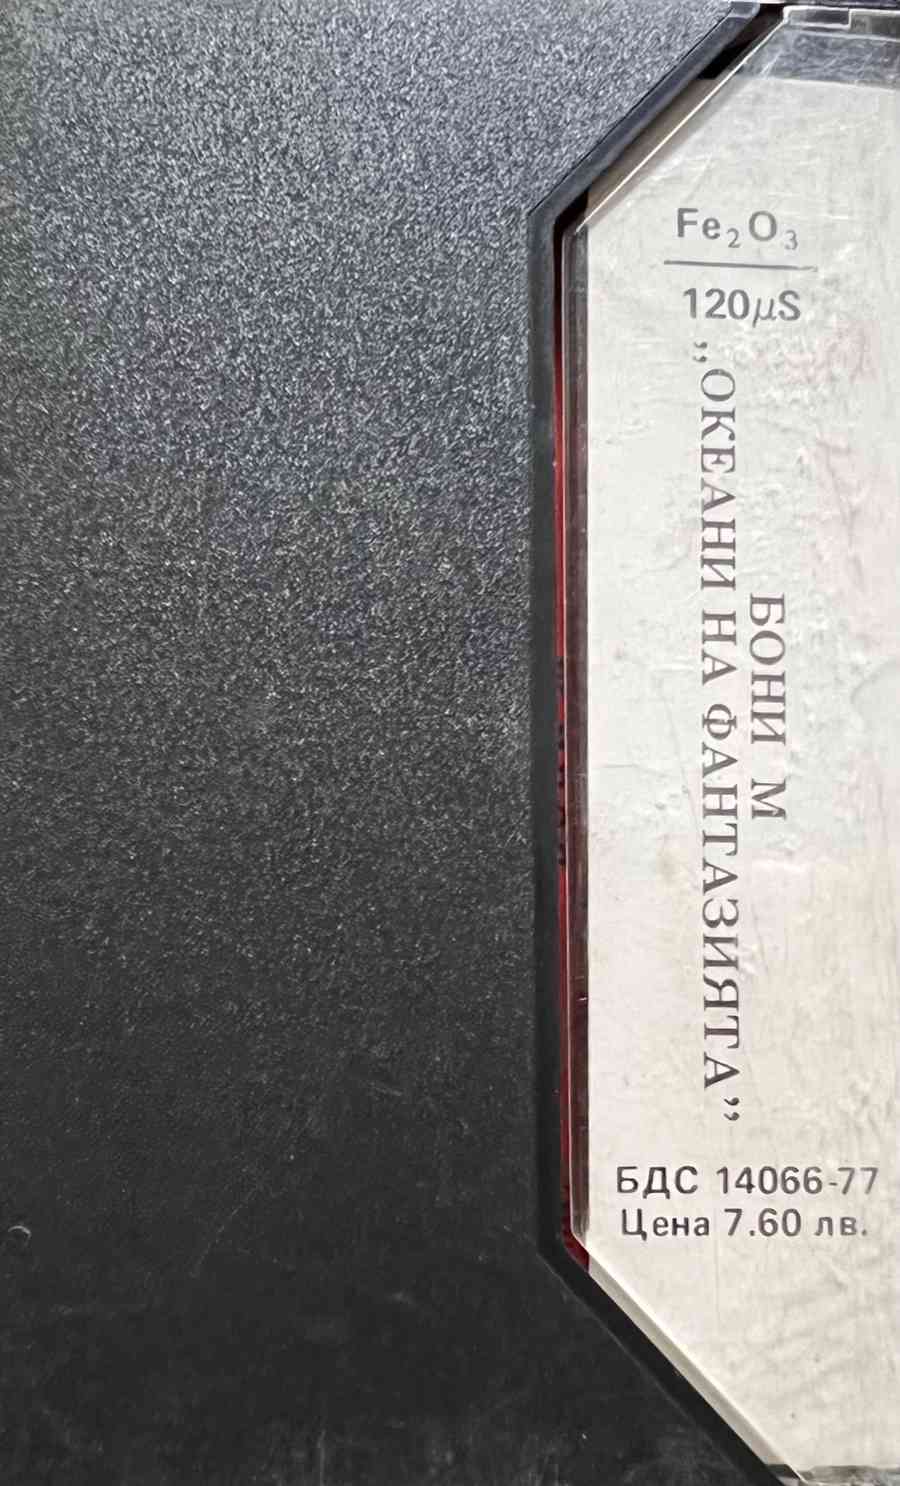 Fe₂O₃
120µS
БОНИ М
„ОКЕАНИ НА ФАНТАЗИЯТА”
БДС 14066-77
Цена 7.60 лв.